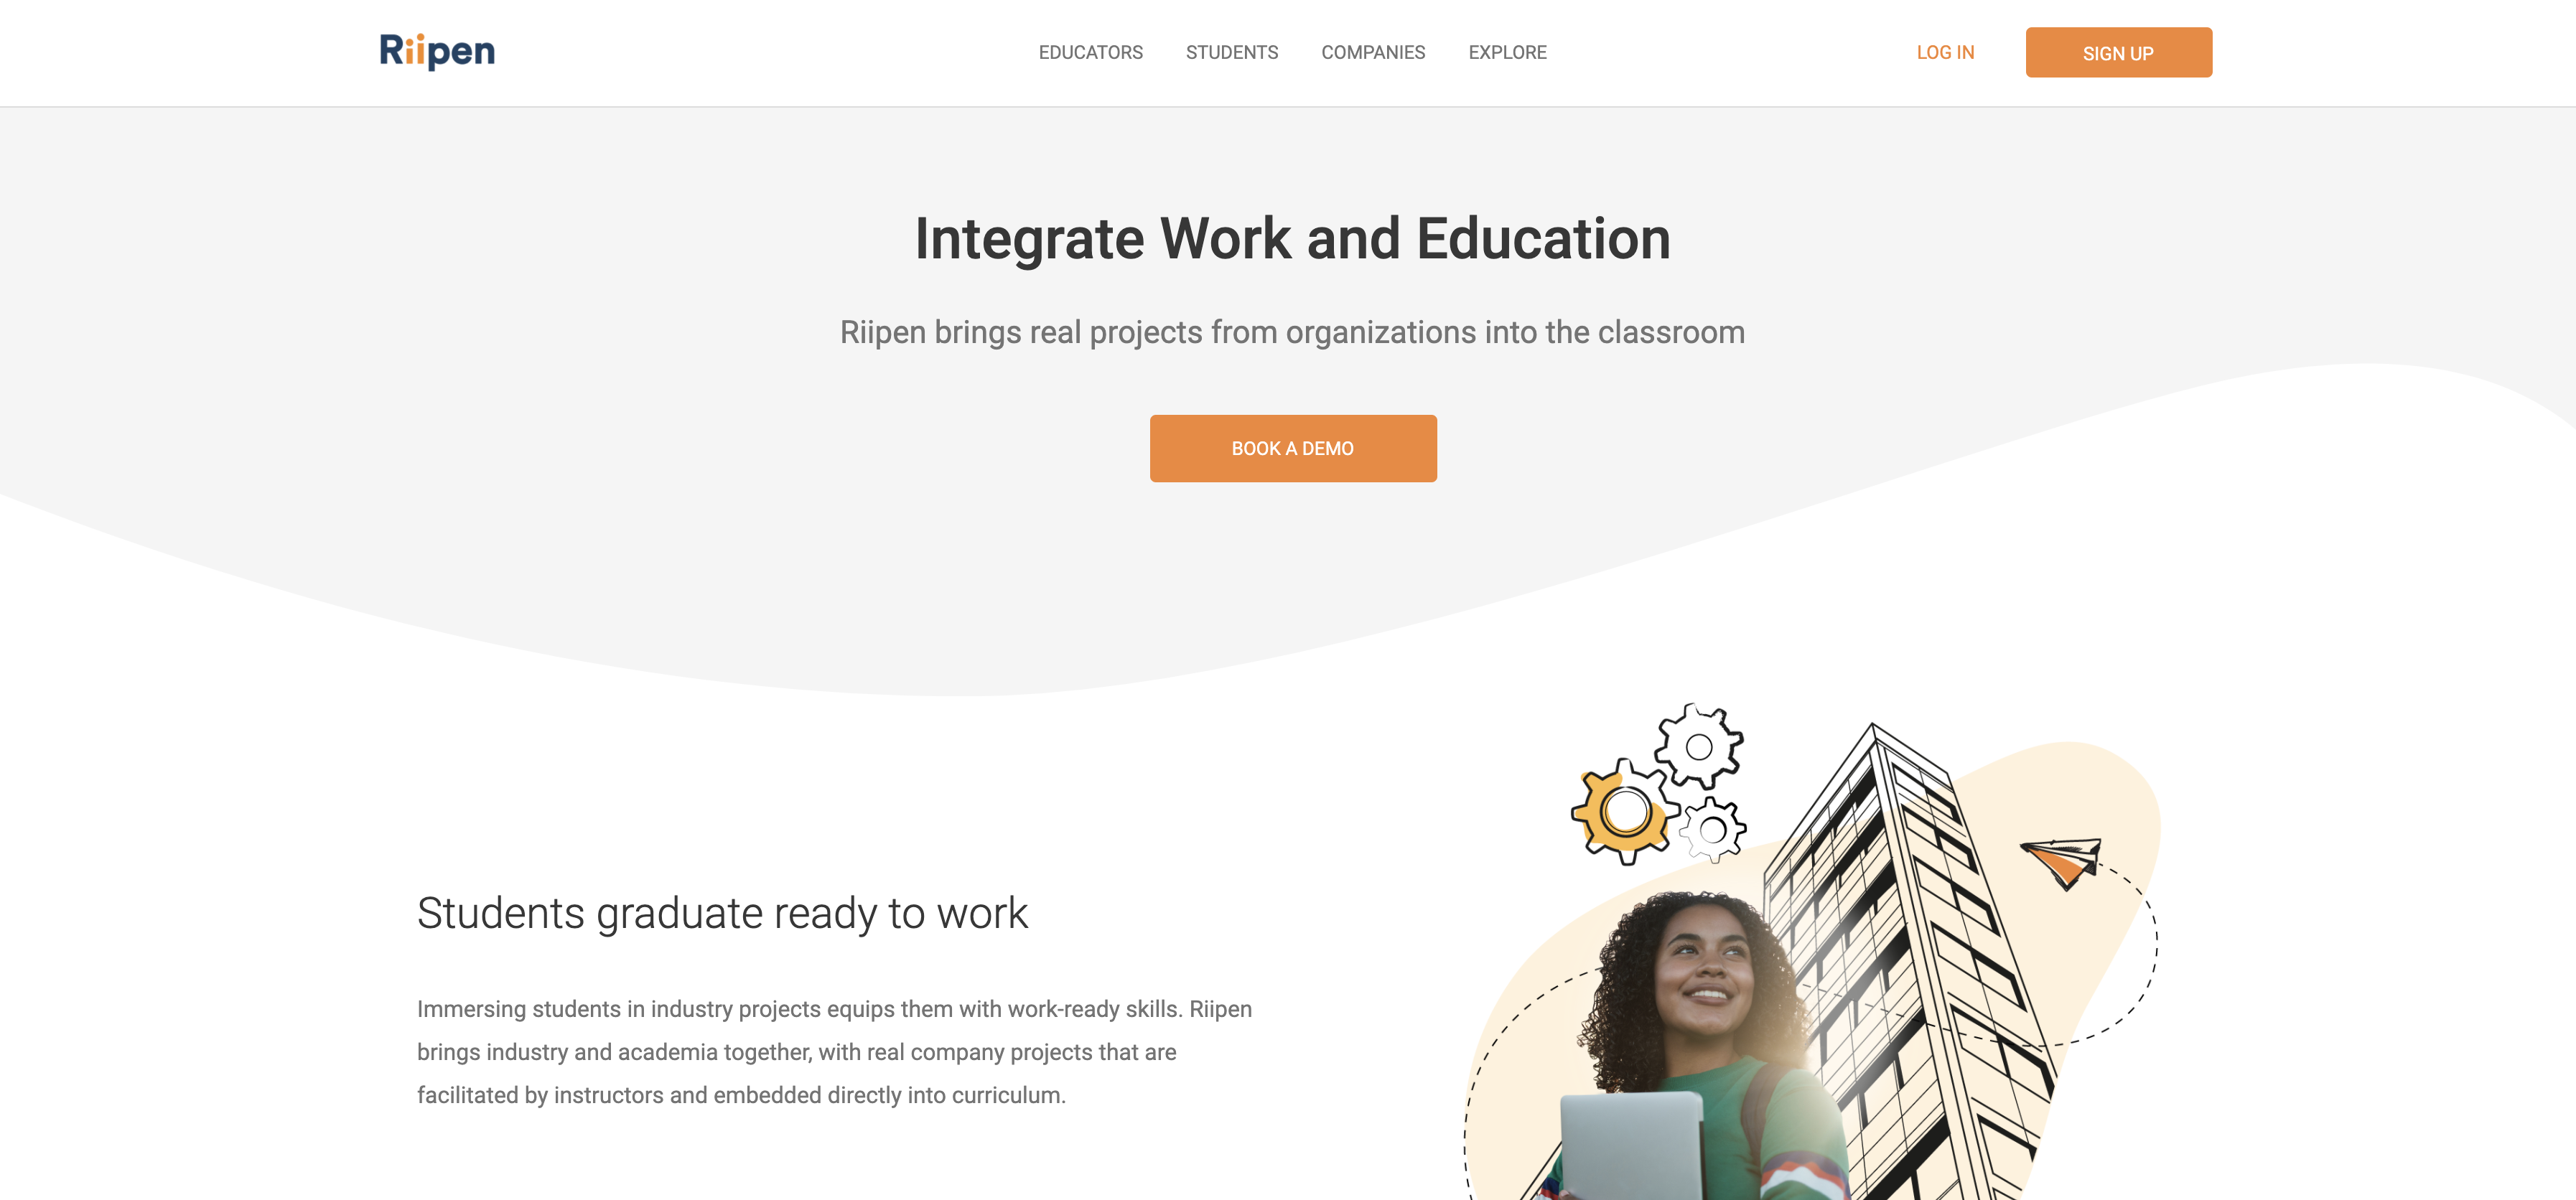 Riipen
EDUCATORS
STUDENTS
COMPANIES
EXPLORE
LOG IN
SIGN UP
Integrate Work and Education
Riipen brings real projects from organizations into the classroom
BOOK A DEMO
Students graduate ready to work
Immersing students in industry projects equips them with work-ready skills. Riipen
brings industry and academia together, with real company projects that are
facilitated by instructors and embedded directly into curriculum.